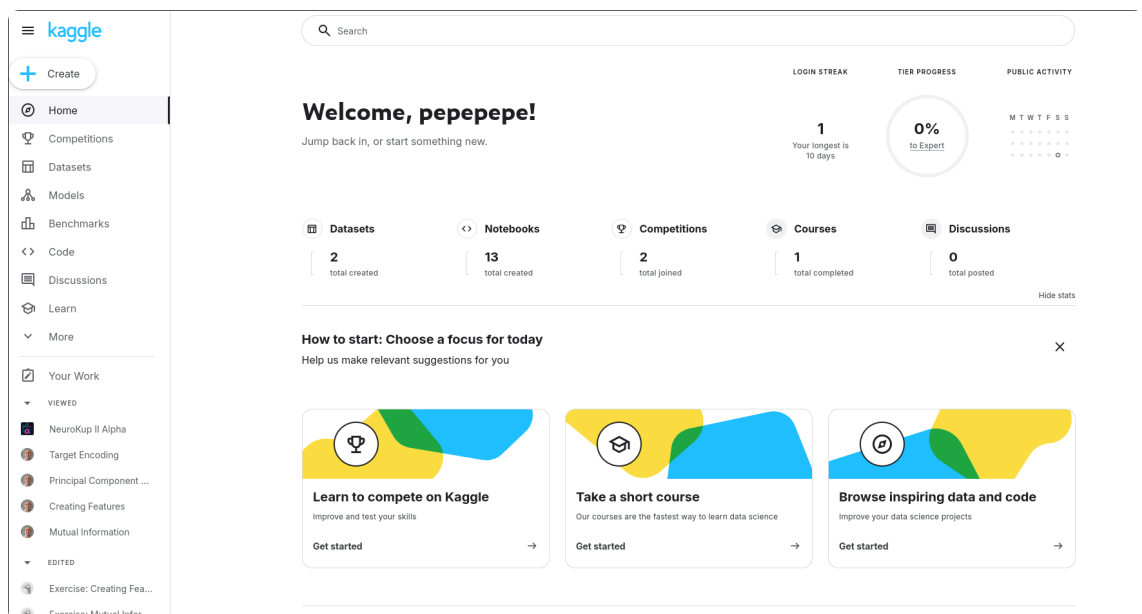 kaggle
Search
Create
Home
Competitions
Datasets
Models
Benchmarks
Code
Discussions
Learn
More
Your Work
VIEWED
NeuroKup II Alpha
Target Encoding
Principal Component ...
Creating Features
Mutual Information
EDITED
Exercise: Creating Fea...
Exercise: Mutual Infor...
Welcome, pepepepe!
Jump back in, or start something new.
LOGIN STREAK
1
Your longest is
10 days
TIER PROGRESS
0%
to Expert
PUBLIC ACTIVITY
M T W T F S S
Datasets
2
total created
Notebooks
13
total created
Competitions
2
total joined
Courses
1
total completed
Discussions
0
total posted
Hide stats
How to start: Choose a focus for today
Help us make relevant suggestions for you
Learn to compete on Kaggle
Improve and test your skills
Get started
Take a short course
Our courses are the fastest way to learn data science
Get started
Browse inspiring data and code
Improve your data science projects
Get started